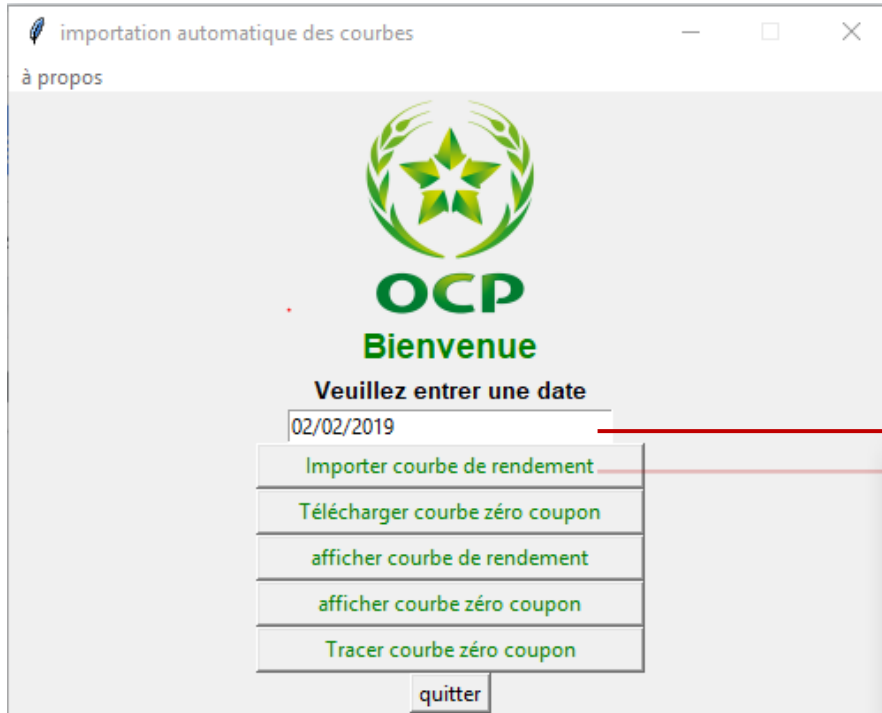 importation automatique des courbes
à propos
OCP
Bienvenue
Veuillez entrer une date
02/02/2019
Importer courbe de rendement
Télécharger courbe zéro coupon
afficher courbe de rendement
afficher courbe zéro coupon
Tracer courbe zéro coupon
quitter